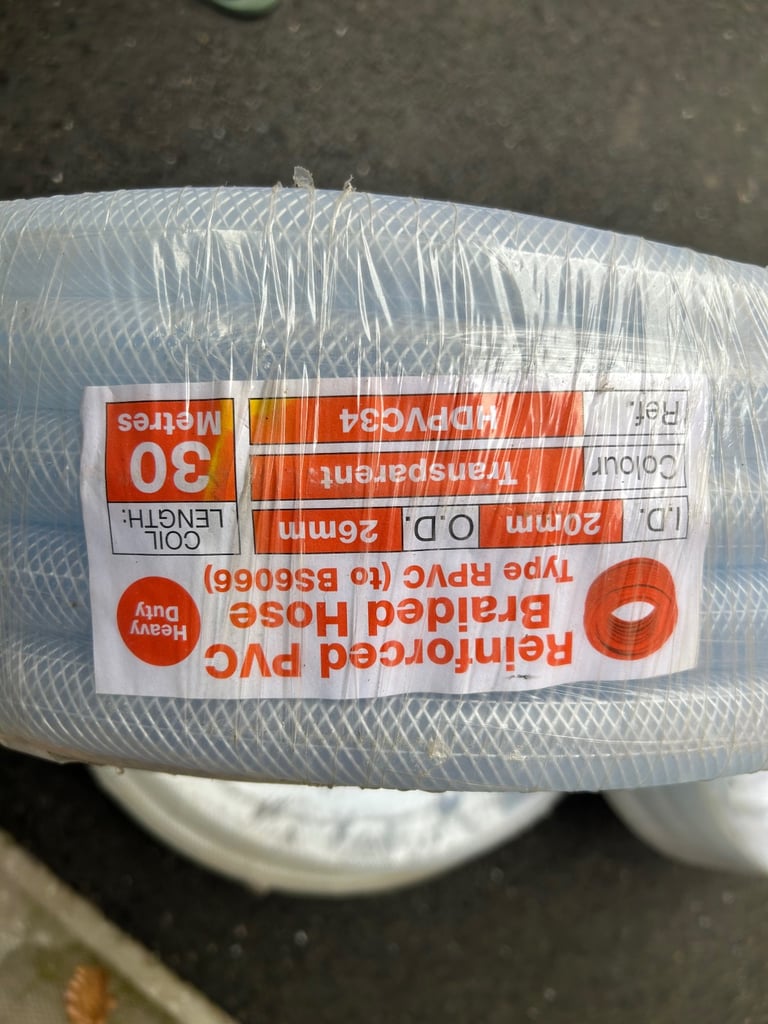 Reinforced PVC
Braided Hose
Type RPVC (to BS6066)
Heavy
Duty
I.D. 20mm O.D. 26mm
Colour Transparent
Ref. HDPVC34
COIL
LENGTH:
30
Metres